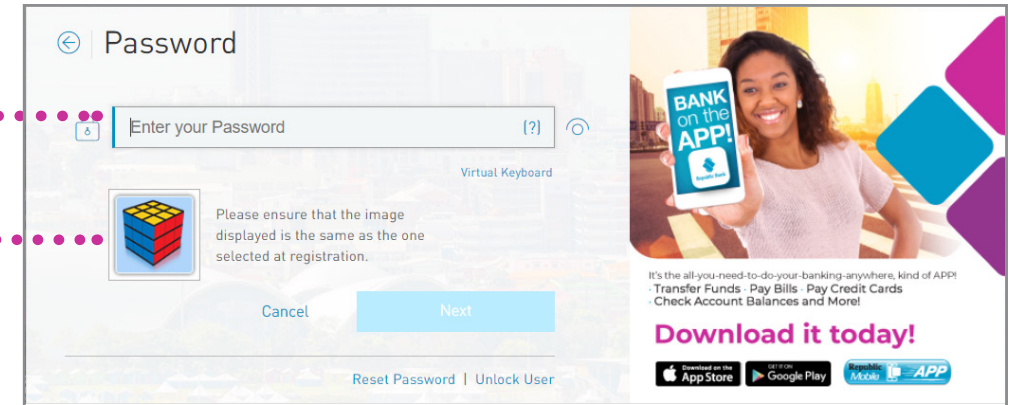 Password
Enter your Password (?)
Virtual Keyboard
Please ensure that the image
displayed is the same as the one
selected at registration.
Cancel Next
Reset Password | Unlock User
BANK
on the
APP!
Republic Bank
It's the all-you-need-to-do-your-banking-anywhere, kind of APP!
· Transfer Funds · Pay Bills · Pay Credit Cards
· Check Account Balances and More!
Download it today!
Download on the
App Store
GET IT ON
Google Play
Republic
Mobile APP